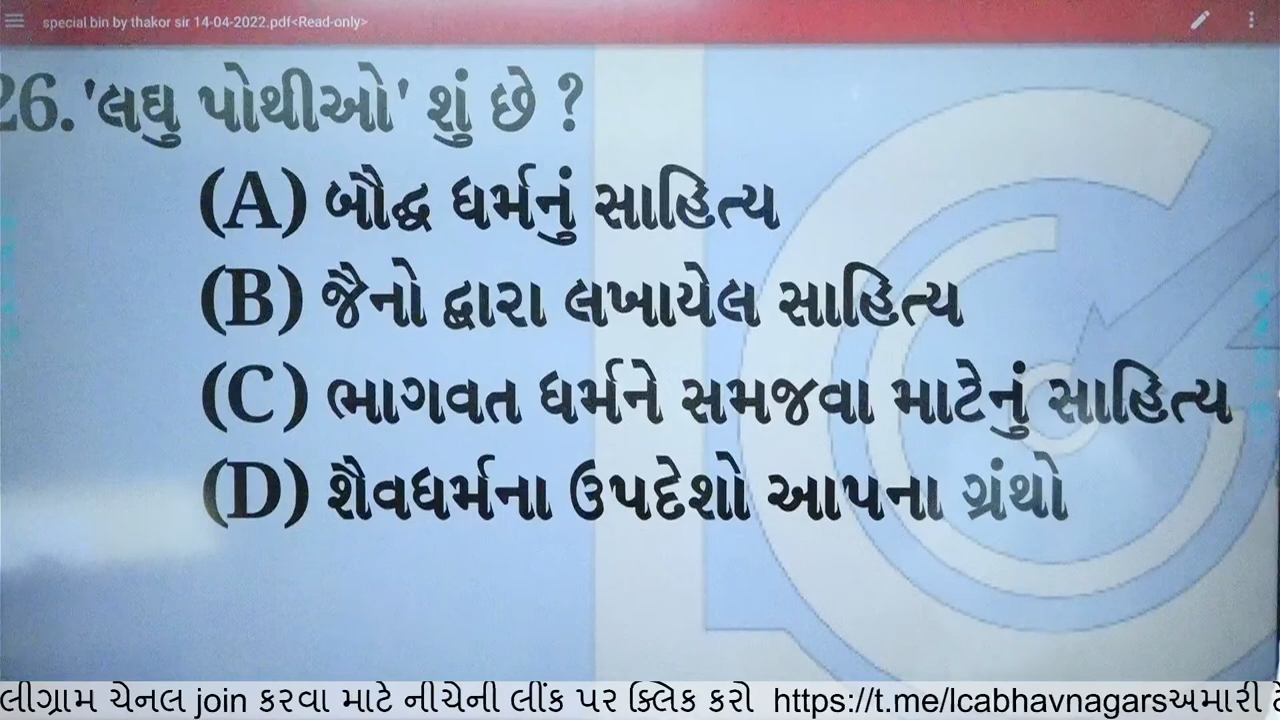 special bin by thakor sir 14-04-2022.pdf<Read-only>
26. 'લઘુ પોથીઓ' શું છે ?
(A) બૌદ્ધ ધર્મનું સાહિત્ય
(B) જૈનો દ્વારા લખાયેલ સાહિત્ય
(C) ભાગવત ધર્મને સમજવા માટેનું સાહિત્ય
(D) શૈવધર્મના ઉપદેશો આપના ગ્રંથો
લીગ્રામ ચેનલ join કરવા માટે નીચેની લીંક પર ક્લિક કરો https://t.me/lcabhavnagarsઅમારી